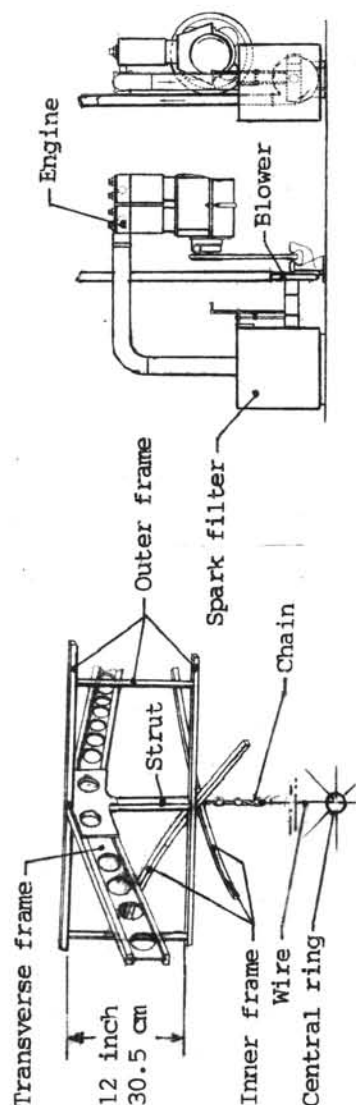 Transverse frame
12 inch
30.5 cm
Outer frame
Strut
Inner frame
Wire
Central ring
Chain
Engine
Blower
Spark filter